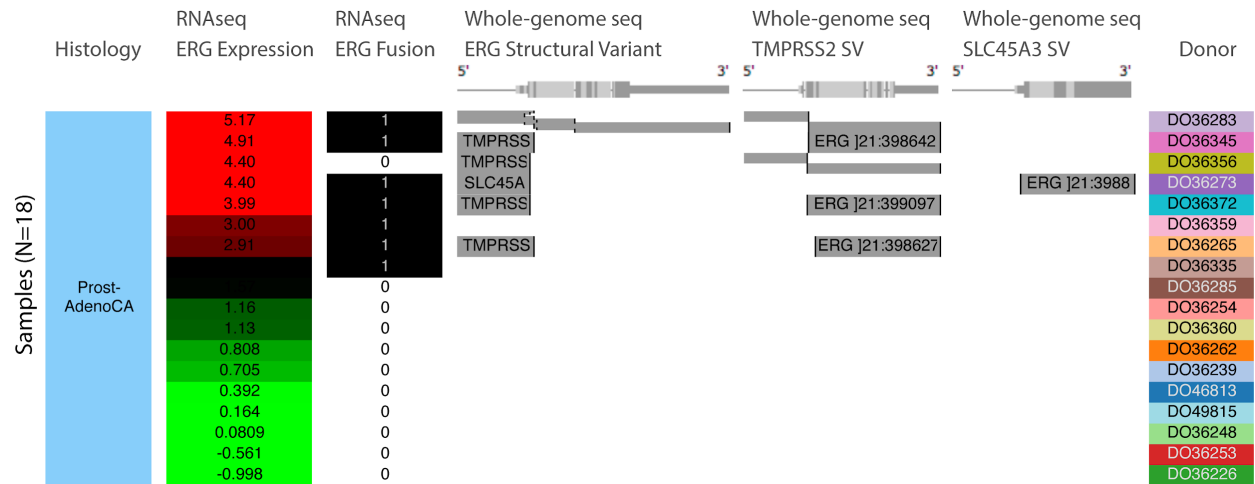 RNAseq RNAseq Whole-genome seq Whole-genome seq Whole-genome seq
Histology ERG Expression ERG Fusion ERG Structural Variant TMPRSS2 SV SLC45A3 SV Donor
5' 3' 5' 3' 5' 3'
Samples (N=18)
Prost-
AdenoCA
5.17 1 DO36283
4.91 1 TMPRSS ERG ]21:398642 DO36345
4.40 0 TMPRSS DO36356
4.40 1 SLC45A ERG ]21:3988 DO36273
3.99 1 TMPRSS ERG ]21:399097 DO36372
3.00 1 DO36359
2.91 1 TMPRSS ERG ]21:398627 DO36265
1 DO36335
0 DO36285
1.16 0 DO36254
1.13 0 DO36360
0.808 0 DO36262
0.705 0 DO36239
0.392 0 DO46813
0.164 0 DO49815
0.0809 0 DO36248
-0.561 0 DO36253
-0.998 0 DO36226